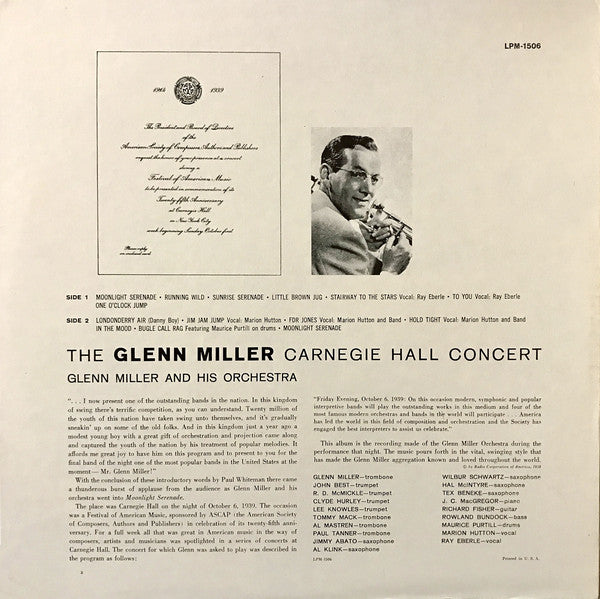 LPM-1506
1914 1939
The President and Board of Directors
of the
American Society of Composers, Authors and Publishers
request the honor of your presence at a concert
during a
Festival of American Music
to be presented in commemoration of its
Twenty-fifth Anniversary
at Carnegie Hall
in New York City
week beginning Sunday, October first
Please reply
on enclosed card
SIDE 1 MOONLIGHT SERENADE • RUNNING WILD • SUNRISE SERENADE • LITTLE BROWN JUG • STAIRWAY TO THE STARS Vocal: Ray Eberle • TO YOU Vocal: Ray Eberle
ONE O'CLOCK JUMP
SIDE 2 LONDONDERRY AIR (Danny Boy) • JIM JAM JUMP Vocal: Marion Hutton • FOR JONES Vocal: Marion Hutton and Band • HOLD TIGHT Vocal: Marion Hutton and Band
IN THE MOOD • BUGLE CALL RAG Featuring Maurice Purtill on drums • MOONLIGHT SERENADE
THE GLENN MILLER CARNEGIE HALL CONCERT
GLENN MILLER AND HIS ORCHESTRA
". . . I now present one of the outstanding bands in the nation. In this kingdom
of swing there's terrific competition, as you can understand. Twenty million of
the youth of this nation have taken swing unto themselves, and it's gradually
sneakin' up on some of the old folks. And in this kingdom just a year ago a
modest young boy with a great gift of orchestration and projection came along
and captured the youth of the nation by his treatment of popular melodies. It
affords me great joy to have him on this program and to present to you for the
final band of the night one of the most popular bands in the United States at the
moment—Mr. Glenn Miller!"
With the conclusion of these introductory words by Paul Whiteman there
came a thunderous burst of applause from the audience as Glenn Miller and his
orchestra went into Moonlight Serenade.
The place was Carnegie Hall on the night of October 6, 1939. The occasion
was a Festival of American Music, sponsored by ASCAP (the American Society
of Composers, Authors and Publishers) in celebration of its twenty-fifth anniver-
sary. For a full week all that was great in American music in the way of
composers, artists and musicians was spotlighted in a series of concerts at
Carnegie Hall. The concert for which Glenn was asked to play was described in
the program as follows:
"Friday Evening, October 6, 1939: On this occasion modern, symphonic and popular
interpretive bands will play the outstanding works in this medium and four of the
most famous modern orchestras and bands in the world will participate . . . America
has led the world in this field of composition and orchestration and the Society has
engaged the best interpreters to assist us celebrate."
This album is the recording made of the Glenn Miller Orchestra during the
performance that night. The music pours forth in the vital, swinging style that
has made the Glenn Miller aggregation known and loved throughout the world.
© by Radio Corporation of America, 1958
GLENN MILLER—trombone
JOHN BEST—trumpet
R. D. McMICKLE—trumpet
CLYDE HURLEY—trumpet
LEE KNOWLES—trumpet
TOMMY MACK—trombone
AL MASTREN—trombone
PAUL TANNER—trombone
JIMMY ABATO—saxophone
AL KLINK—saxophone
WILBUR SCHWARTZ—saxophone
HAL McINTYRE—saxophone
TEX BENEKE—saxophone
J. C. MacGREGOR—piano
RICHARD FISHER—guitar
ROWLAND BUNDOCK—bass
MAURICE PURTILL—drums
MARION HUTTON—vocal
RAY EBERLE—vocal
LPM-1506
Printed in U. S. A.